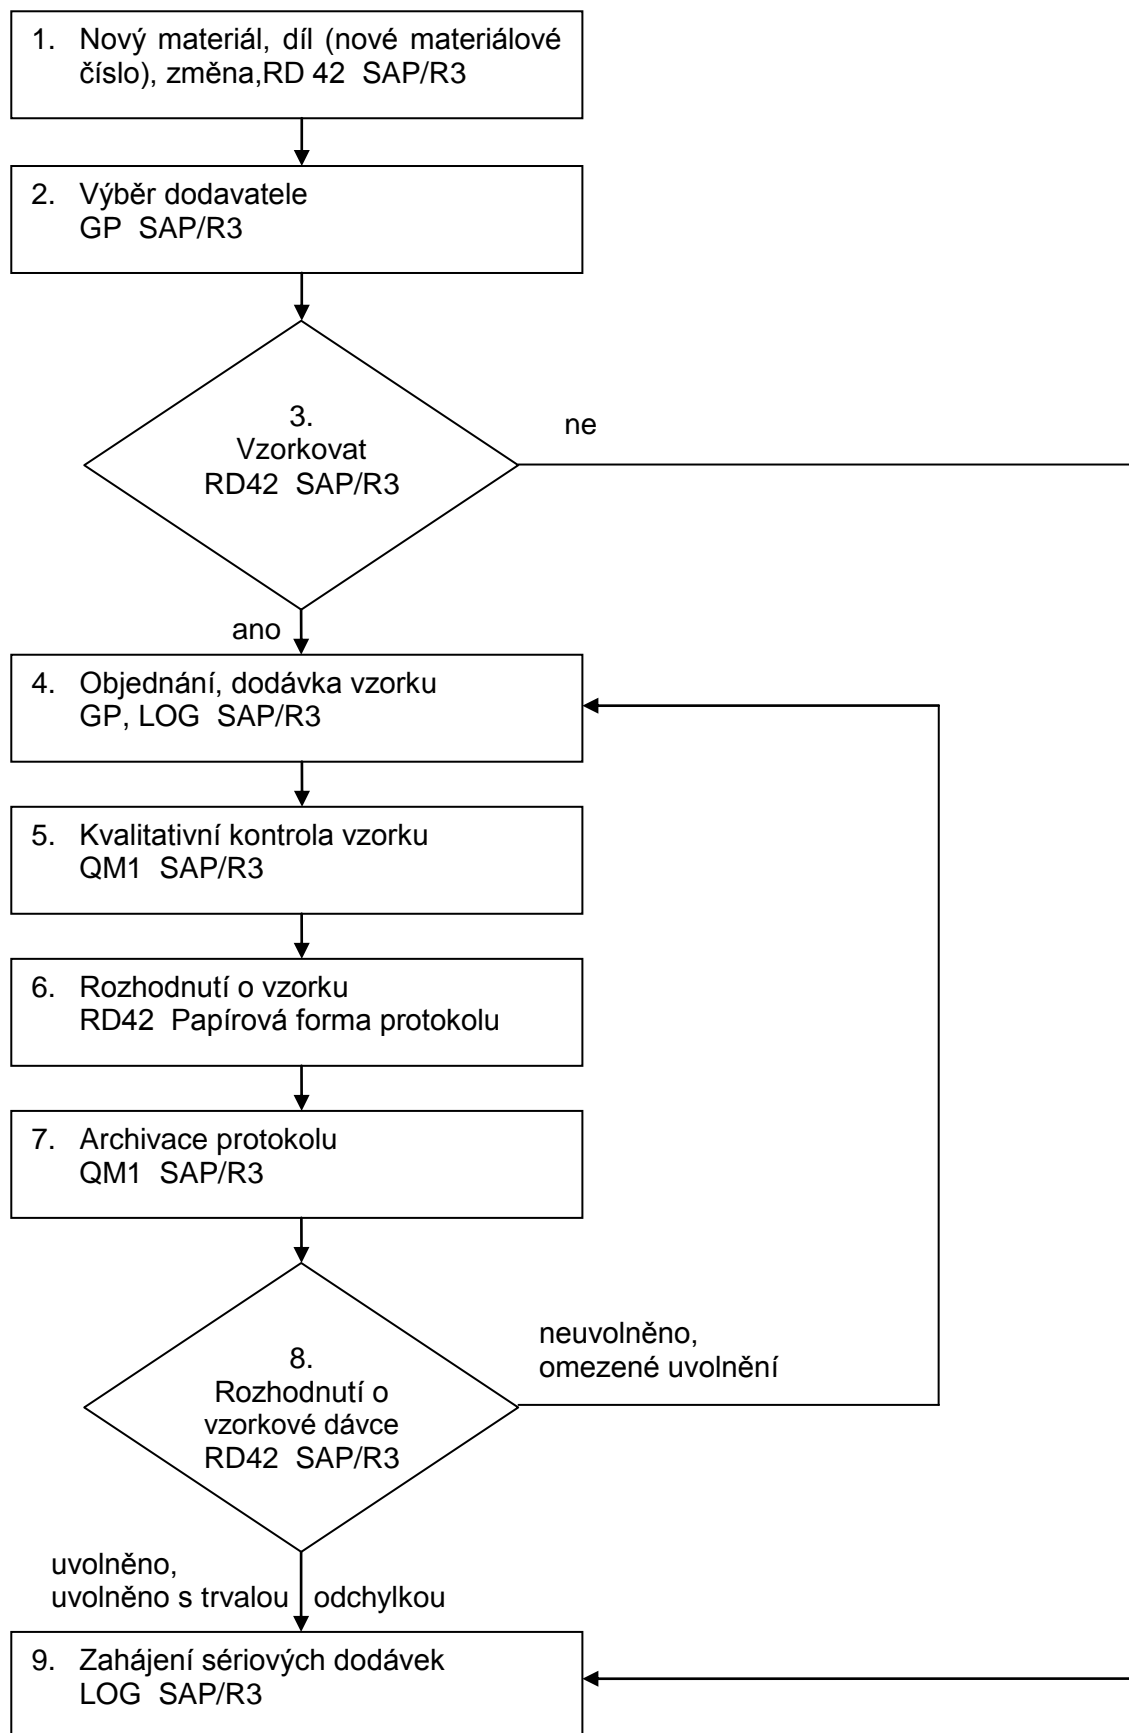 1. Nový materiál, díl (nové materiálové
číslo), změna,RD 42 SAP/R3
2. Výběr dodavatele
GP SAP/R3
3.
Vzorkovat
RD42 SAP/R3
ne
ano
4. Objednání, dodávka vzorku
GP, LOG SAP/R3
5. Kvalitativní kontrola vzorku
QM1 SAP/R3
6. Rozhodnutí o vzorku
RD42 Papírová forma protokolu
7. Archivace protokolu
QM1 SAP/R3
8.
Rozhodnutí o
vzorkové dávce
RD42 SAP/R3
neuvolněno,
omezené uvolnění
uvolněno,
uvolněno s trvalou odchylkou
9. Zahájení sériových dodávek
LOG SAP/R3